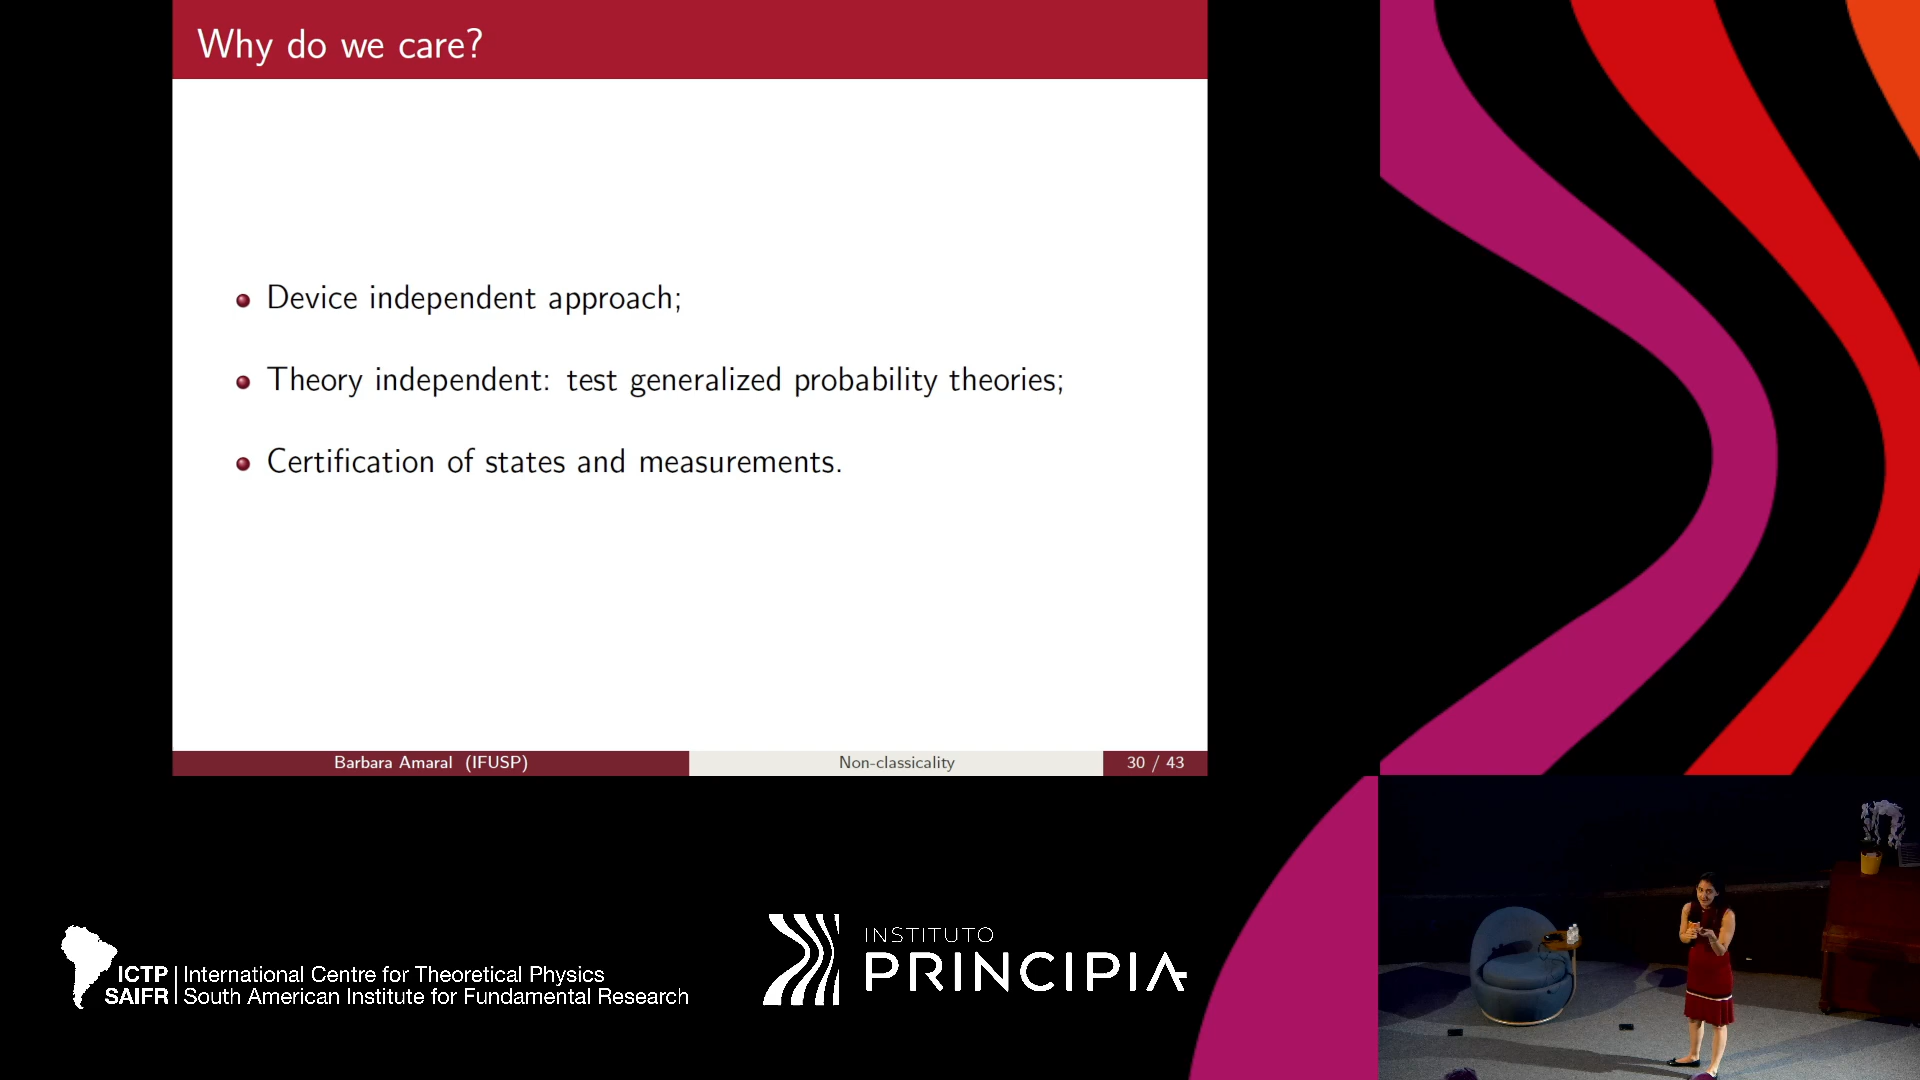 Why do we care?
Device independent approach;
Theory independent: test generalized probability theories;
Certification of states and measurements.
Barbara Amaral (IFUSP)
Non-classicality
30 / 43
ICTP | International Centre for Theoretical Physics
SAIFR | South American Institute for Fundamental Research
INSTITUTO
PRINCIPIA